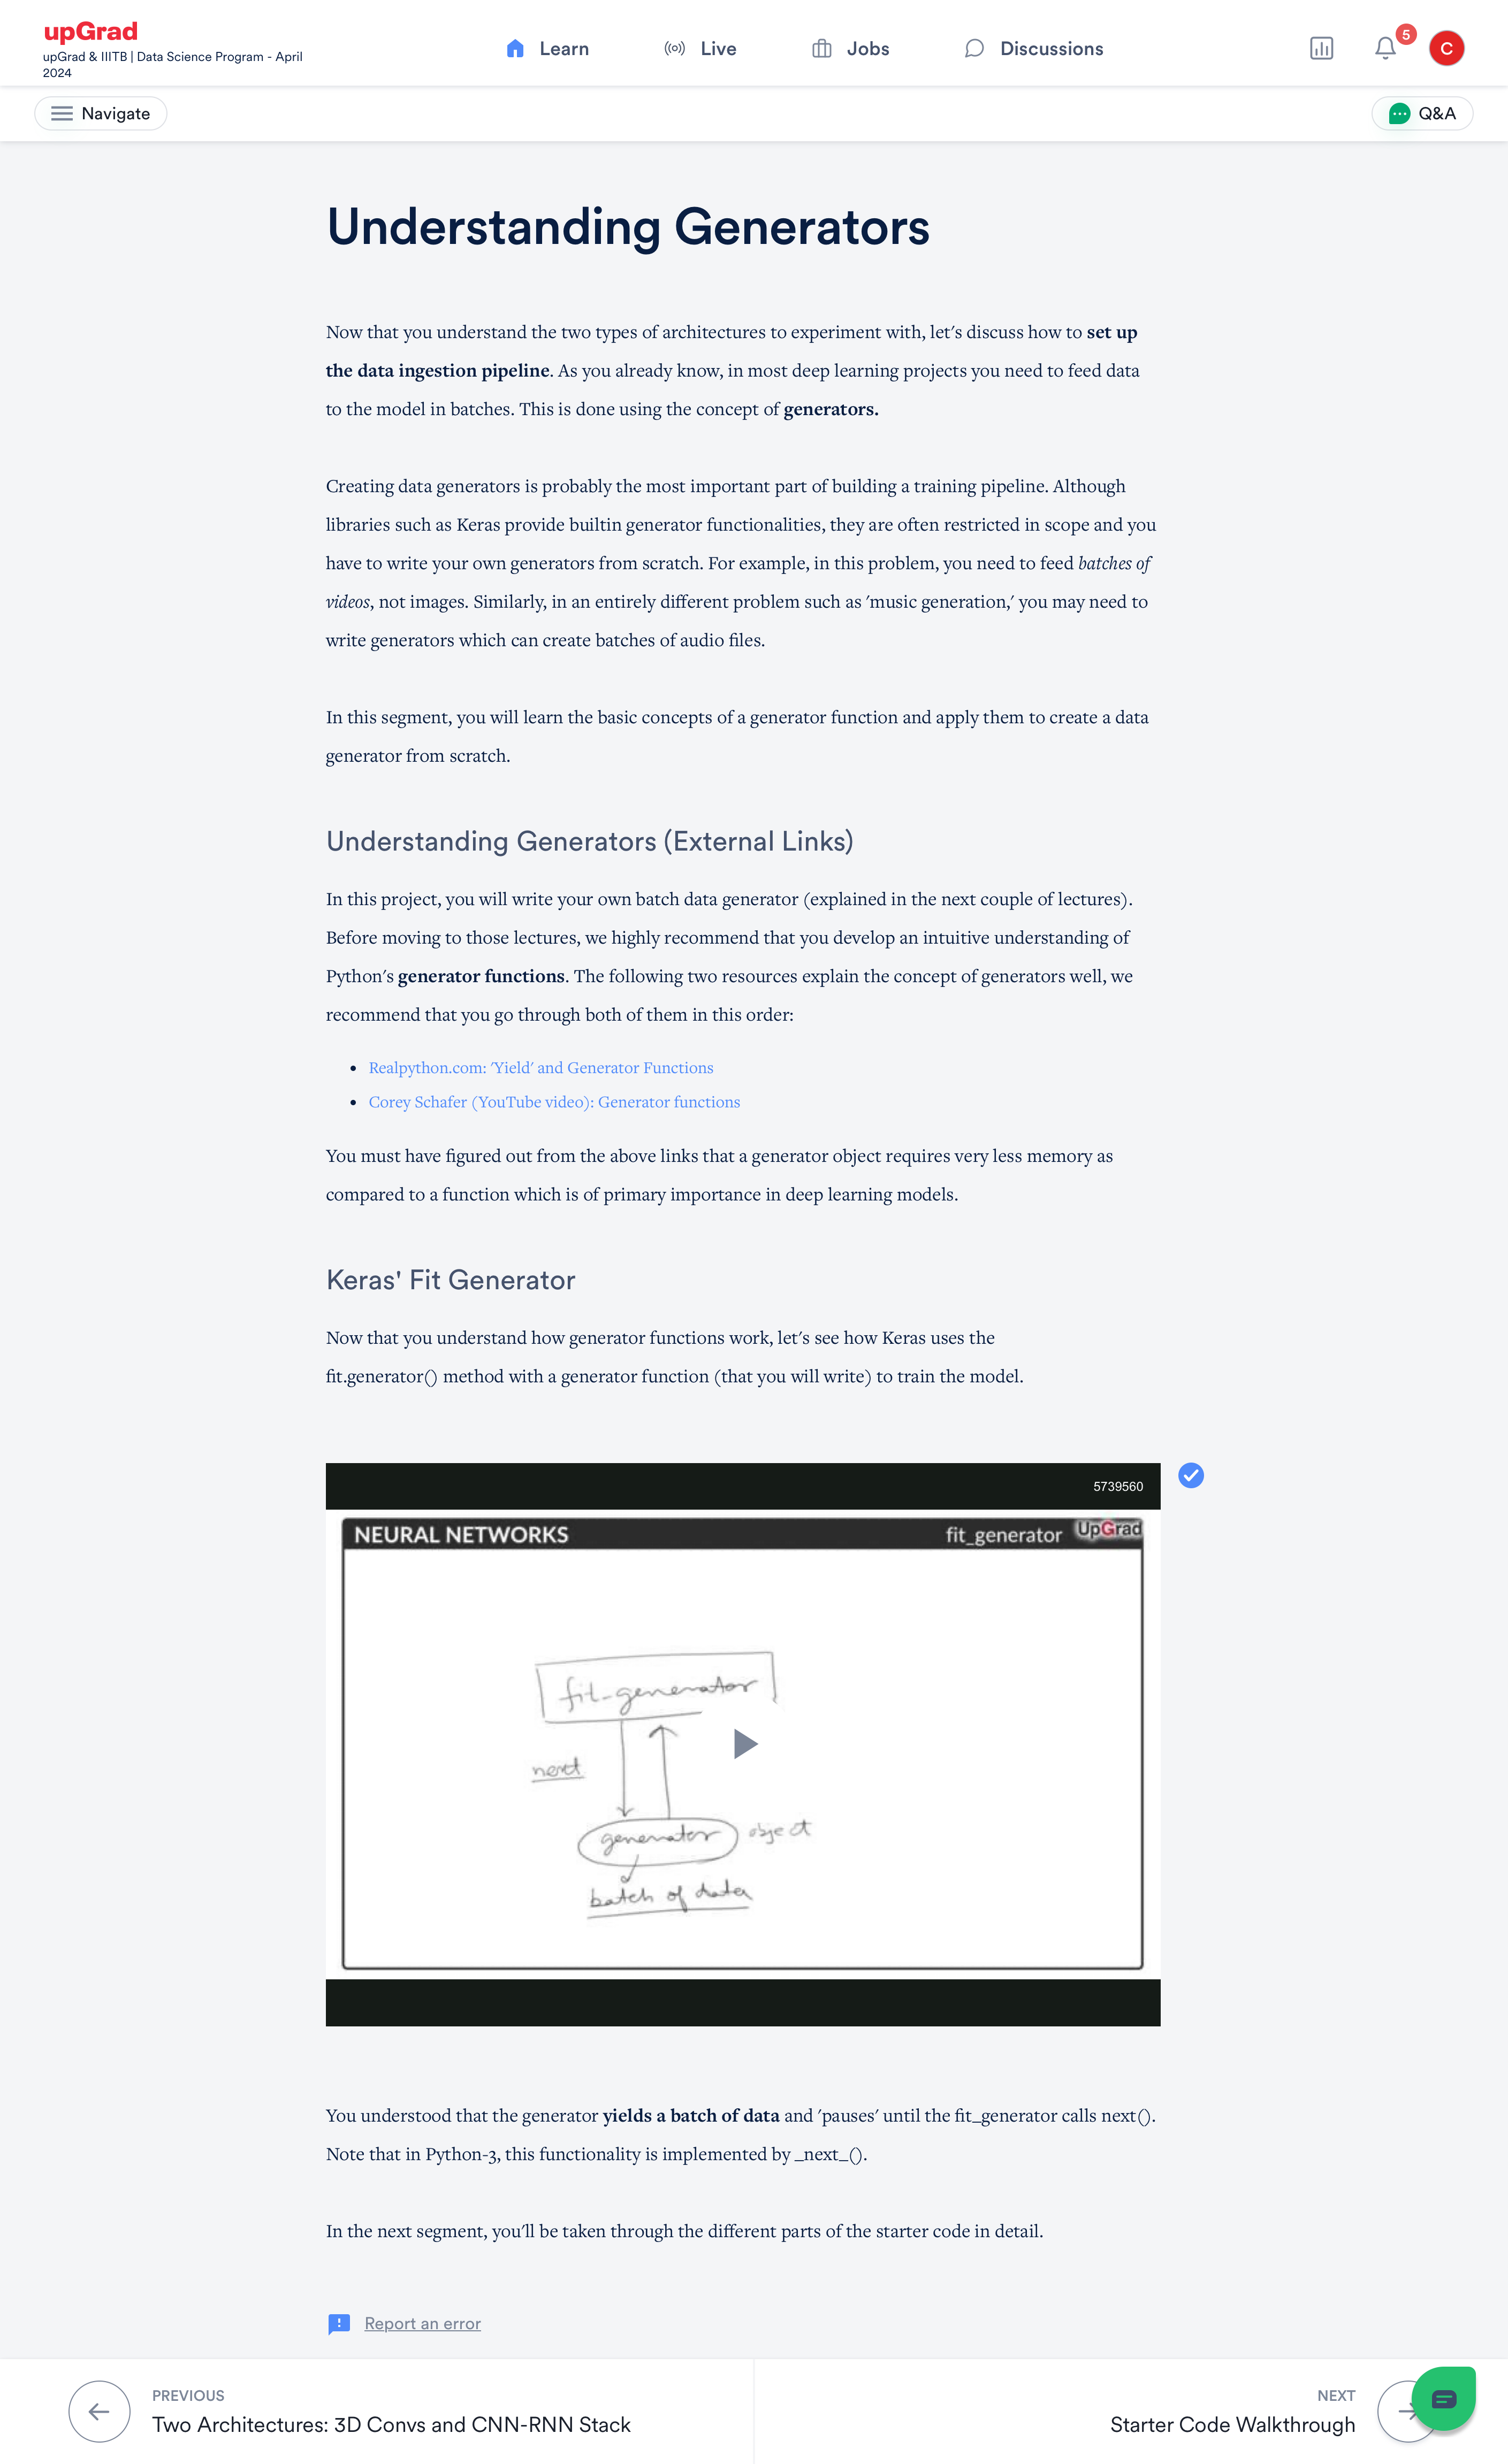 upGrad
upGrad & IIITB | Data Science Program - April
2024
Learn
Live
Jobs
Discussions
5
C
Navigate
Q&A
Understanding Generators
Now that you understand the two types of architectures to experiment with, let's discuss how to set up
the data ingestion pipeline. As you already know, in most deep learning projects you need to feed data
to the model in batches. This is done using the concept of generators.
Creating data generators is probably the most important part of building a training pipeline. Although
libraries such as Keras provide builtin generator functionalities, they are often restricted in scope and you
have to write your own generators from scratch. For example, in this problem, you need to feed batches of
videos, not images. Similarly, in an entirely different problem such as 'music generation,' you may need to
write generators which can create batches of audio files.
In this segment, you will learn the basic concepts of a generator function and apply them to create a data
generator from scratch.
Understanding Generators (External Links)
In this project, you will write your own batch data generator (explained in the next couple of lectures).
Before moving to those lectures, we highly recommend that you develop an intuitive understanding of
Python's generator functions. The following two resources explain the concept of generators well, we
recommend that you go through both of them in this order:
Realpython.com: 'Yield' and Generator Functions
Corey Schafer (YouTube video): Generator functions
You must have figured out from the above links that a generator object requires very less memory as
compared to a function which is of primary importance in deep learning models.
Keras' Fit Generator
Now that you understand how generator functions work, let's see how Keras uses the
fit.generator() method with a generator function (that you will write) to train the model.
5739560
NEURAL NETWORKS
fit_generator
UpGrad
fit_generator
next
generator object
batch of data
You understood that the generator yields a batch of data and 'pauses' until the fit_generator calls next().
Note that in Python-3, this functionality is implemented by _next_().
In the next segment, you'll be taken through the different parts of the starter code in detail.
Report an error
PREVIOUS
Two Architectures: 3D Convs and CNN-RNN Stack
NEXT
Starter Code Walkthrough